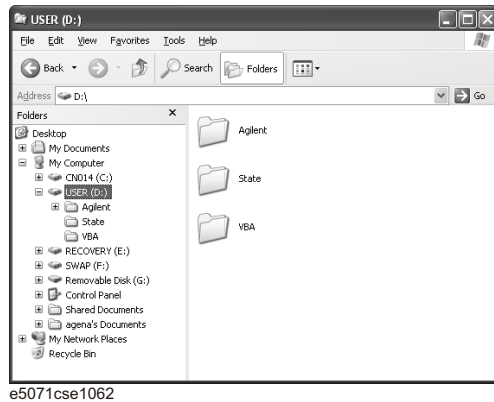 USER (D:)
File Edit View Favorites Tools Help
Back Search Folders
Address D:\ Go
Folders
Desktop
My Documents
My Computer
CN014 (C:)
USER (D:)
Agilent
State
VBA
RECOVERY (E:)
SWAP (F:)
Removable Disk (G:)
Control Panel
Shared Documents
agena's Documents
My Network Places
Recycle Bin
Agilent
State
VBA
e5071cse1062